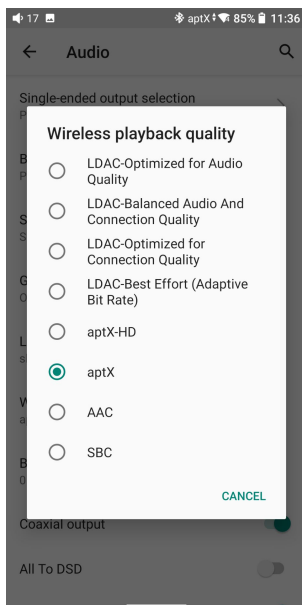 17 aptX 85% 11:36
Audio
Single-ended output selection
Wireless playback quality
LDAC-Optimized for Audio
Quality
LDAC-Balanced Audio And
Connection Quality
LDAC-Optimized for
Connection Quality
LDAC-Best Effort (Adaptive
Bit Rate)
aptX-HD
aptX
AAC
SBC
CANCEL
Coaxial output
All To DSD